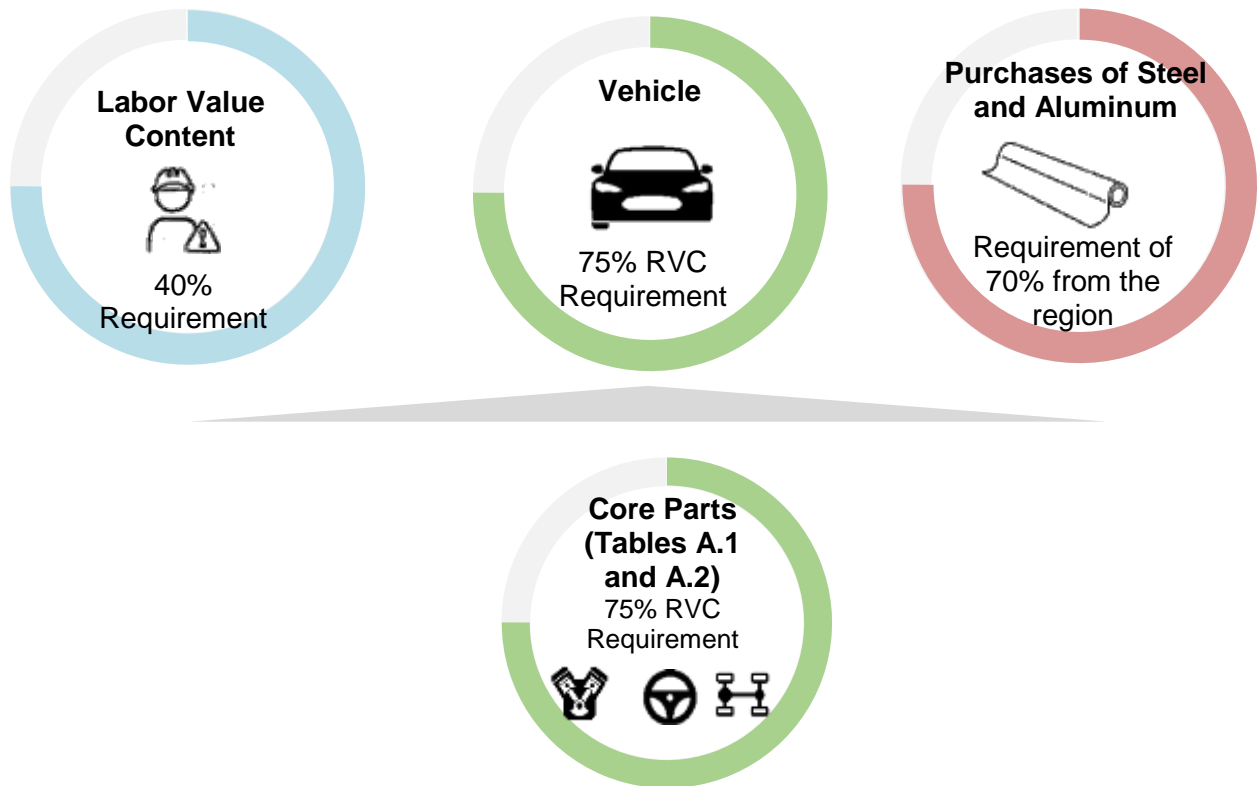 Labor Value
Content
40%
Requirement
Vehicle
75% RVC
Requirement
Purchases of Steel
and Aluminum
Requirement of
70% from the
region
Core Parts
(Tables A.1
and A.2)
75% RVC
Requirement